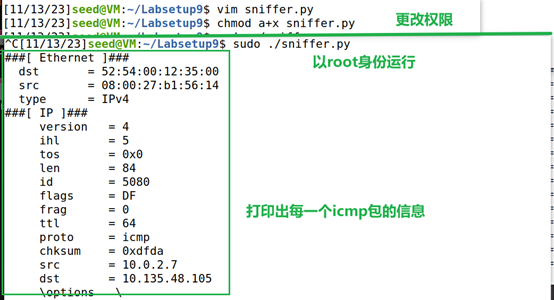 [11/13/23]seed@VM:~/Labsetup9$ vim sniffer.py
[11/13/23]seed@VM:~/Labsetup9$ chmod a+x sniffer.py
更改权限
^C[11/13/23]seed@VM:~/Labsetup9$ sudo ./sniffer.py
以root身份运行
###[ Ethernet ]###
dst = 52:54:00:12:35:00
src = 08:00:27:b1:56:14
type = IPv4
###[ IP ]###
version = 4
ihl = 5
tos = 0x0
len = 84
id = 5080
flags = DF
frag = 0
打印出每一个icmp包的信息
ttl = 64
proto = icmp
chksum = 0xdfda
src = 10.0.2.7
dst = 10.135.48.105
\options \